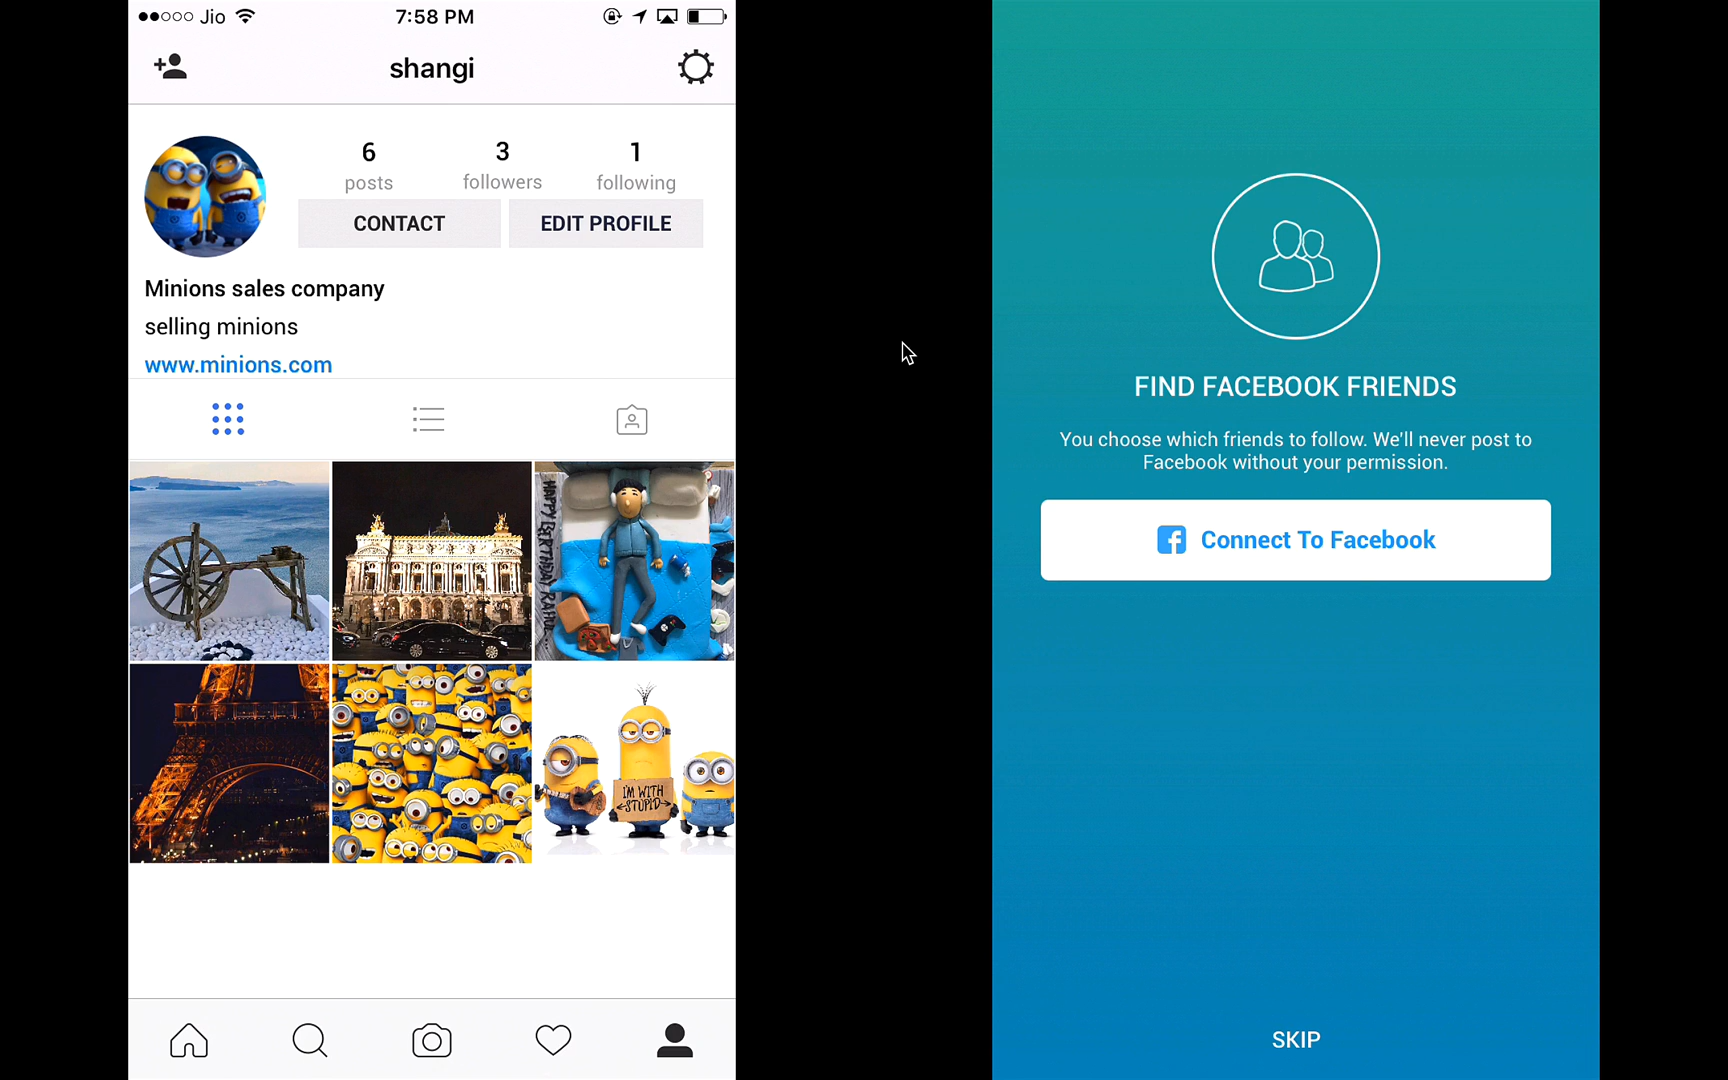 Jio 7:58 PM
shangi
6 3 1
posts followers following
CONTACT EDIT PROFILE
Minions sales company
selling minions
www.minions.com
HAPPY BIRTHDAY
I'M WITH
STUPID
FIND FACEBOOK FRIENDS
You choose which friends to follow. We'll never post to
Facebook without your permission.
Connect To Facebook
SKIP